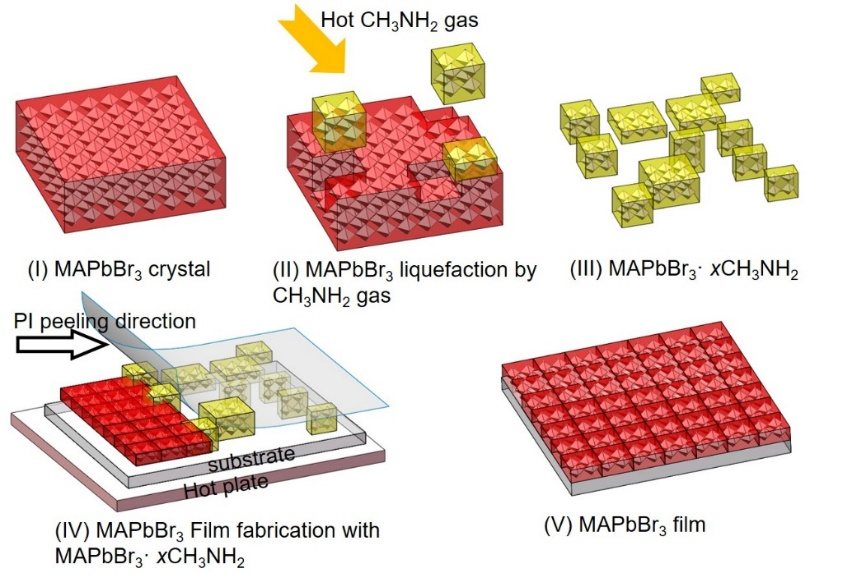 Hot CH₃NH₂ gas
(I) MAPbBr₃ crystal
(II) MAPbBr₃ liquefaction by
CH₃NH₂ gas
(III) MAPbBr₃· xCH₃NH₂
PI peeling direction
substrate
Hot plate
(IV) MAPbBr₃ Film fabrication with
MAPbBr₃· xCH₃NH₂
(V) MAPbBr₃ film